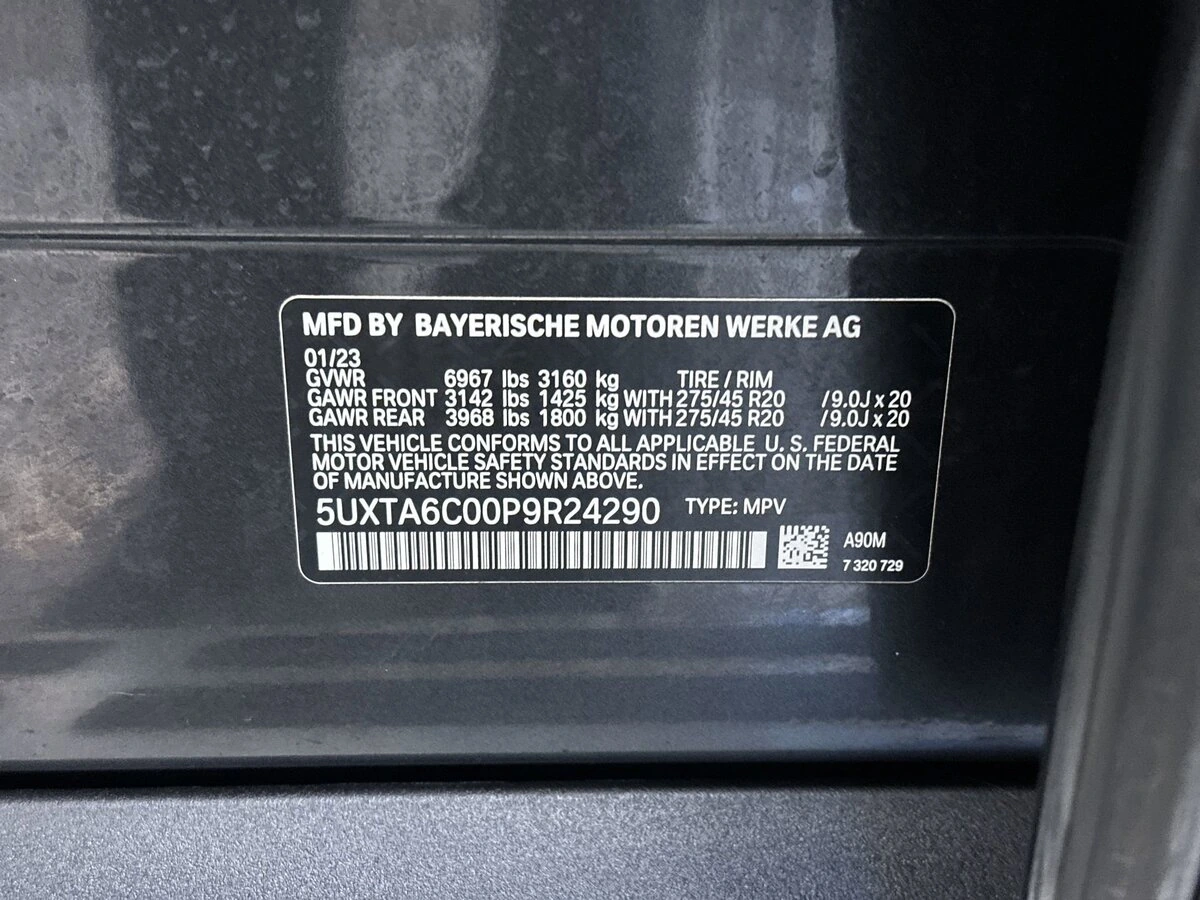 MFD BY BAYERISCHE MOTOREN WERKE AG
01/23
GVWR 6967 lbs 3160 kg TIRE / RIM
GAWR FRONT 3142 lbs 1425 kg WITH 275/45 R20 / 9.0J x 20
GAWR REAR 3968 lbs 1800 kg WITH 275/45 R20 / 9.0J x 20
THIS VEHICLE CONFORMS TO ALL APPLICABLE U. S. FEDERAL
MOTOR VEHICLE SAFETY STANDARDS IN EFFECT ON THE DATE
OF MANUFACTURE SHOWN ABOVE.
5UXTA6C00P9R24290 TYPE: MPV
A90M
7 320 729